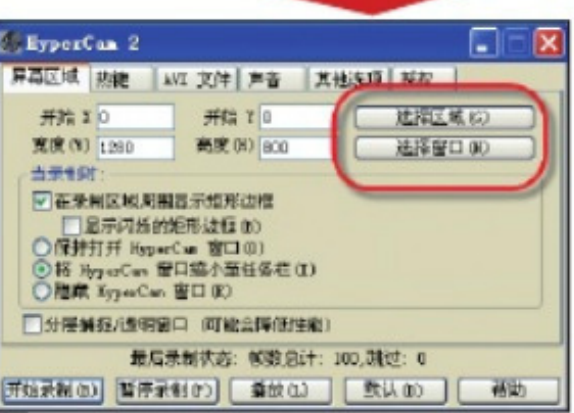 HyperCam 2
屏幕区域 热键 AVI 文件 声音 其他选项 授权
开始 X 0 开始 Y 0 选择区域(G)
宽度(W) 1280 高度(H) 800 选择窗口(W)
当录制时:
在录制区域周围显示矩形边框
显示闪烁的矩形边框(B)
保持打开 HyperCam 窗口(O)
将 HyperCam 窗口缩小至任务栏(I)
隐藏 HyperCam 窗口
分层捕捉/透明窗口 (可能会降低性能)
最后录制状态: 帧数总计: 100,跳过: 0
开始录制 暂停录制(P) 播放(L) 默认(D) 帮助